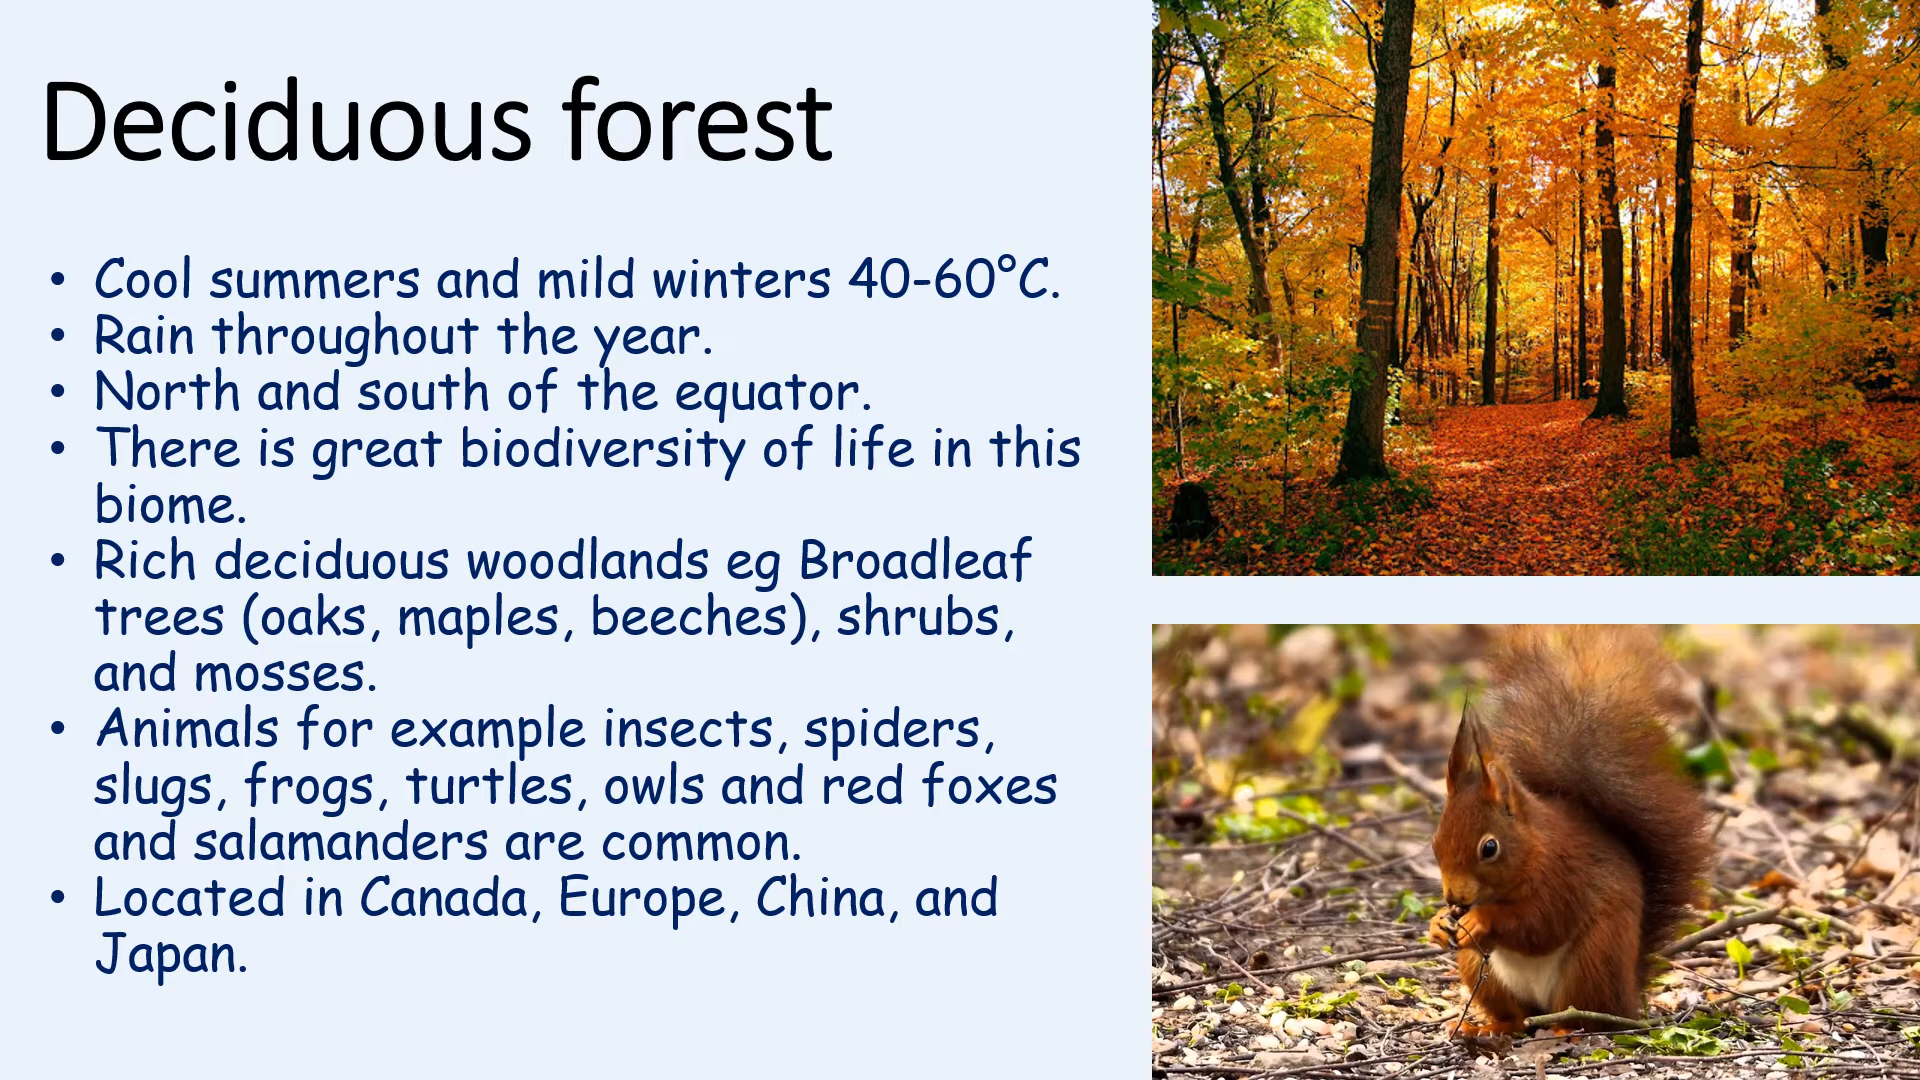 Deciduous forest
• Cool summers and mild winters 40-60°C.
• Rain throughout the year.
• North and south of the equator.
• There is great biodiversity of life in this
biome.
• Rich deciduous woodlands eg Broadleaf
trees (oaks, maples, beeches), shrubs,
and mosses.
• Animals for example insects, spiders,
slugs, frogs, turtles, owls and red foxes
and salamanders are common.
• Located in Canada, Europe, China, and
Japan.